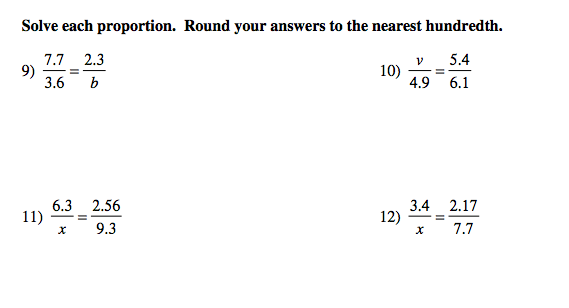 Solve each proportion. Round your answers to the nearest hundredth.
9) 7.7/3.6 = 2.3/b
10) v/4.9 = 5.4/6.1
11) 6.3/x = 2.56/9.3
12) 3.4/x = 2.17/7.7